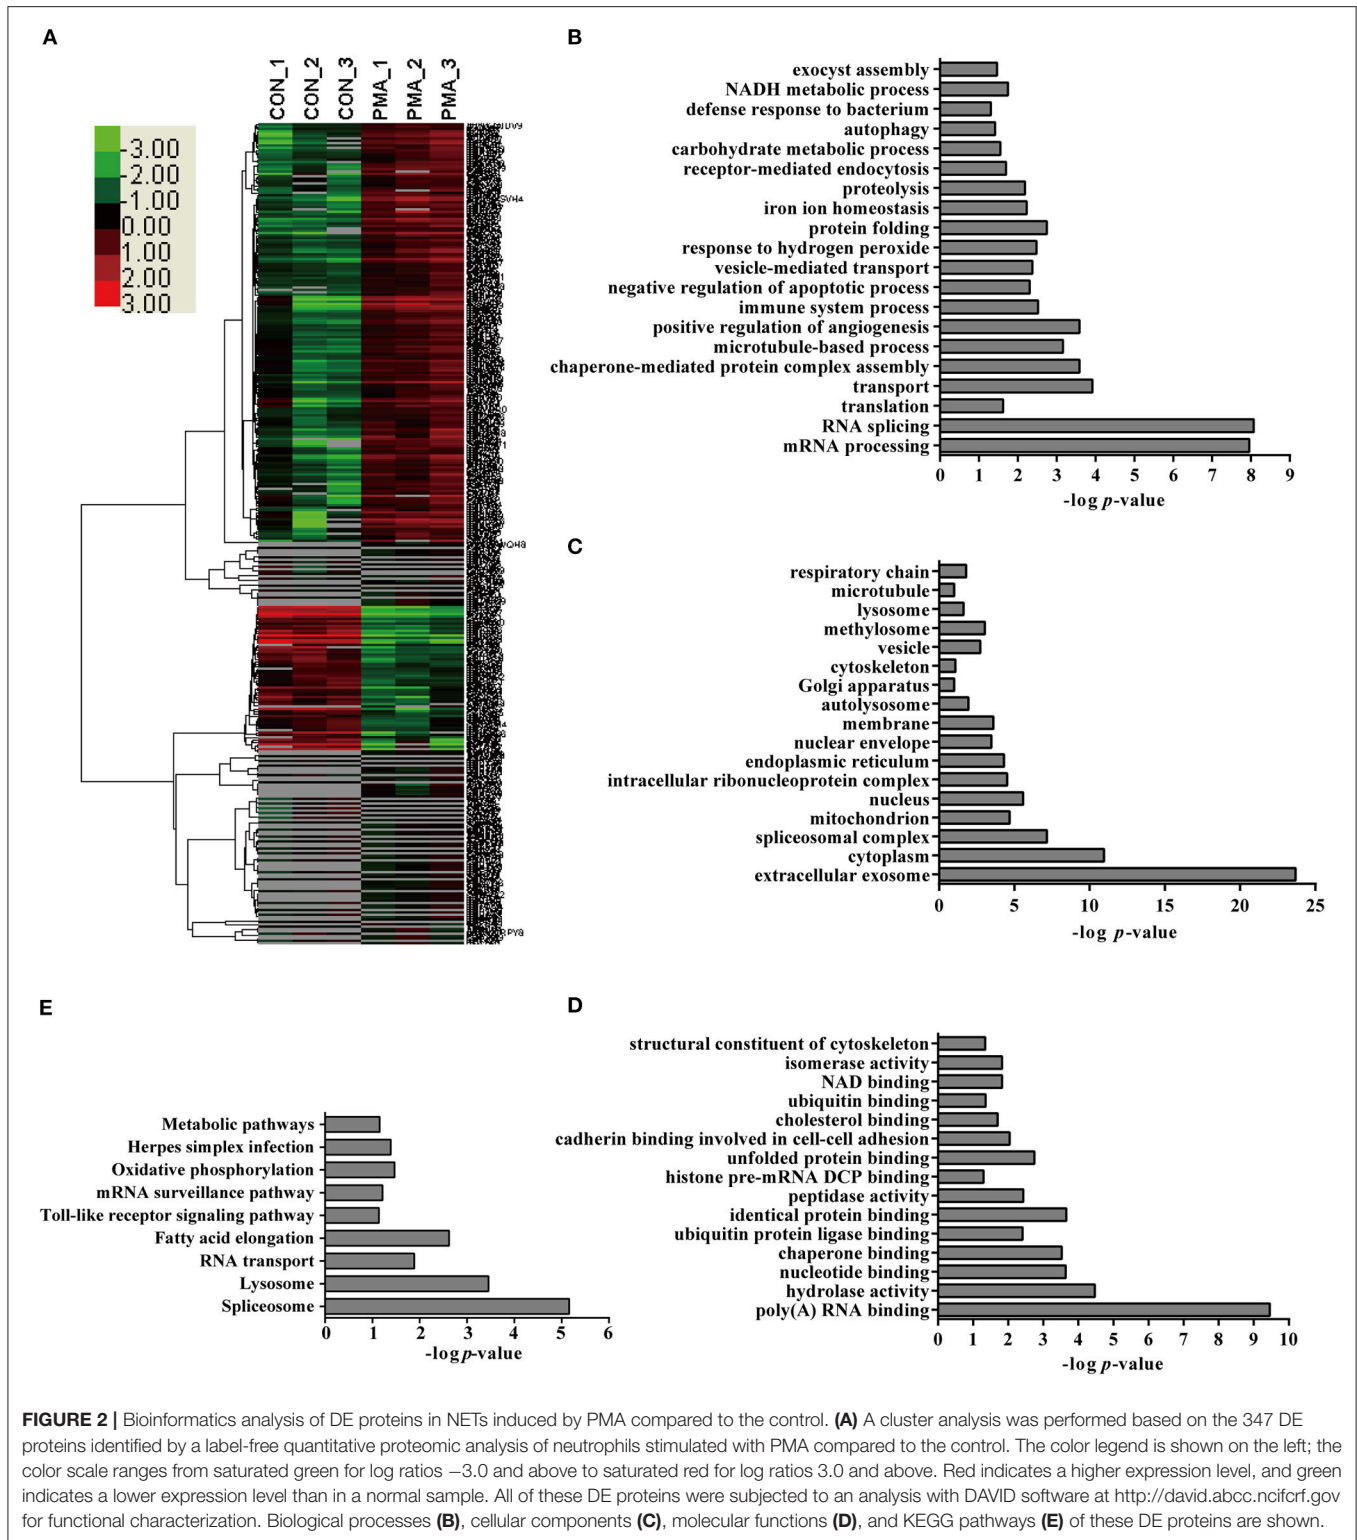 A
CON_1
CON_2
CON_3
PMA_1
PMA_2
PMA_3
-3.00
-2.00
-1.00
0.00
1.00
2.00
3.00
B
exocyst assembly
NADH metabolic process
defense response to bacterium
autophagy
carbohydrate metabolic process
receptor-mediated endocytosis
proteolysis
iron ion homeostasis
protein folding
response to hydrogen peroxide
vesicle-mediated transport
negative regulation of apoptotic process
immune system process
positive regulation of angiogenesis
microtubule-based process
chaperone-mediated protein complex assembly
transport
translation
RNA splicing
mRNA processing
0 1 2 3 4 5 6 7 8 9
-log p-value
C
respiratory chain
microtubule
lysosome
methylosome
vesicle
cytoskeleton
Golgi apparatus
autolysosome
membrane
nuclear envelope
endoplasmic reticulum
intracellular ribonucleoprotein complex
nucleus
mitochondrion
spliceosomal complex
cytoplasm
extracellular exosome
0 5 10 15 20 25
-log p-value
E
Metabolic pathways
Herpes simplex infection
Oxidative phosphorylation
mRNA surveillance pathway
Toll-like receptor signaling pathway
Fatty acid elongation
RNA transport
Lysosome
Spliceosome
0 1 2 3 4 5 6
-log p-value
D
structural constituent of cytoskeleton
isomerase activity
NAD binding
ubiquitin binding
cholesterol binding
cadherin binding involved in cell-cell adhesion
unfolded protein binding
histone pre-mRNA DCP binding
peptidase activity
identical protein binding
ubiquitin protein ligase binding
chaperone binding
nucleotide binding
hydrolase activity
poly(A) RNA binding
0 1 2 3 4 5 6 7 8 9 10
-log p-value
FIGURE 2 | Bioinformatics analysis of DE proteins in NETs induced by PMA compared to the control. (A) A cluster analysis was performed based on the 347 DE
proteins identified by a label-free quantitative proteomic analysis of neutrophils stimulated with PMA compared to the control. The color legend is shown on the left; the
color scale ranges from saturated green for log ratios −3.0 and above to saturated red for log ratios 3.0 and above. Red indicates a higher expression level, and green
indicates a lower expression level than in a normal sample. All of these DE proteins were subjected to an analysis with DAVID software at http://david.abcc.ncifcrf.gov
for functional characterization. Biological processes (B), cellular components (C), molecular functions (D), and KEGG pathways (E) of these DE proteins are shown.